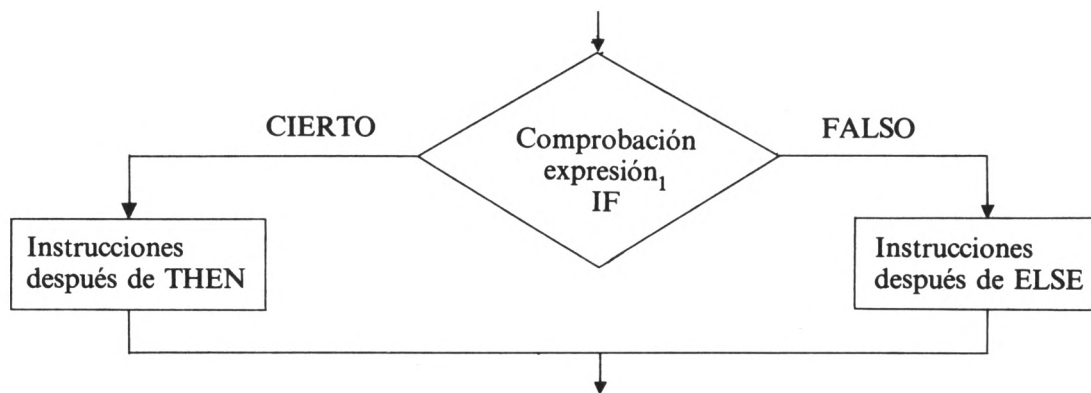 CIERTO
Comprobación
expresión₁
IF
FALSO
Instrucciones
después de THEN
Instrucciones
después de ELSE